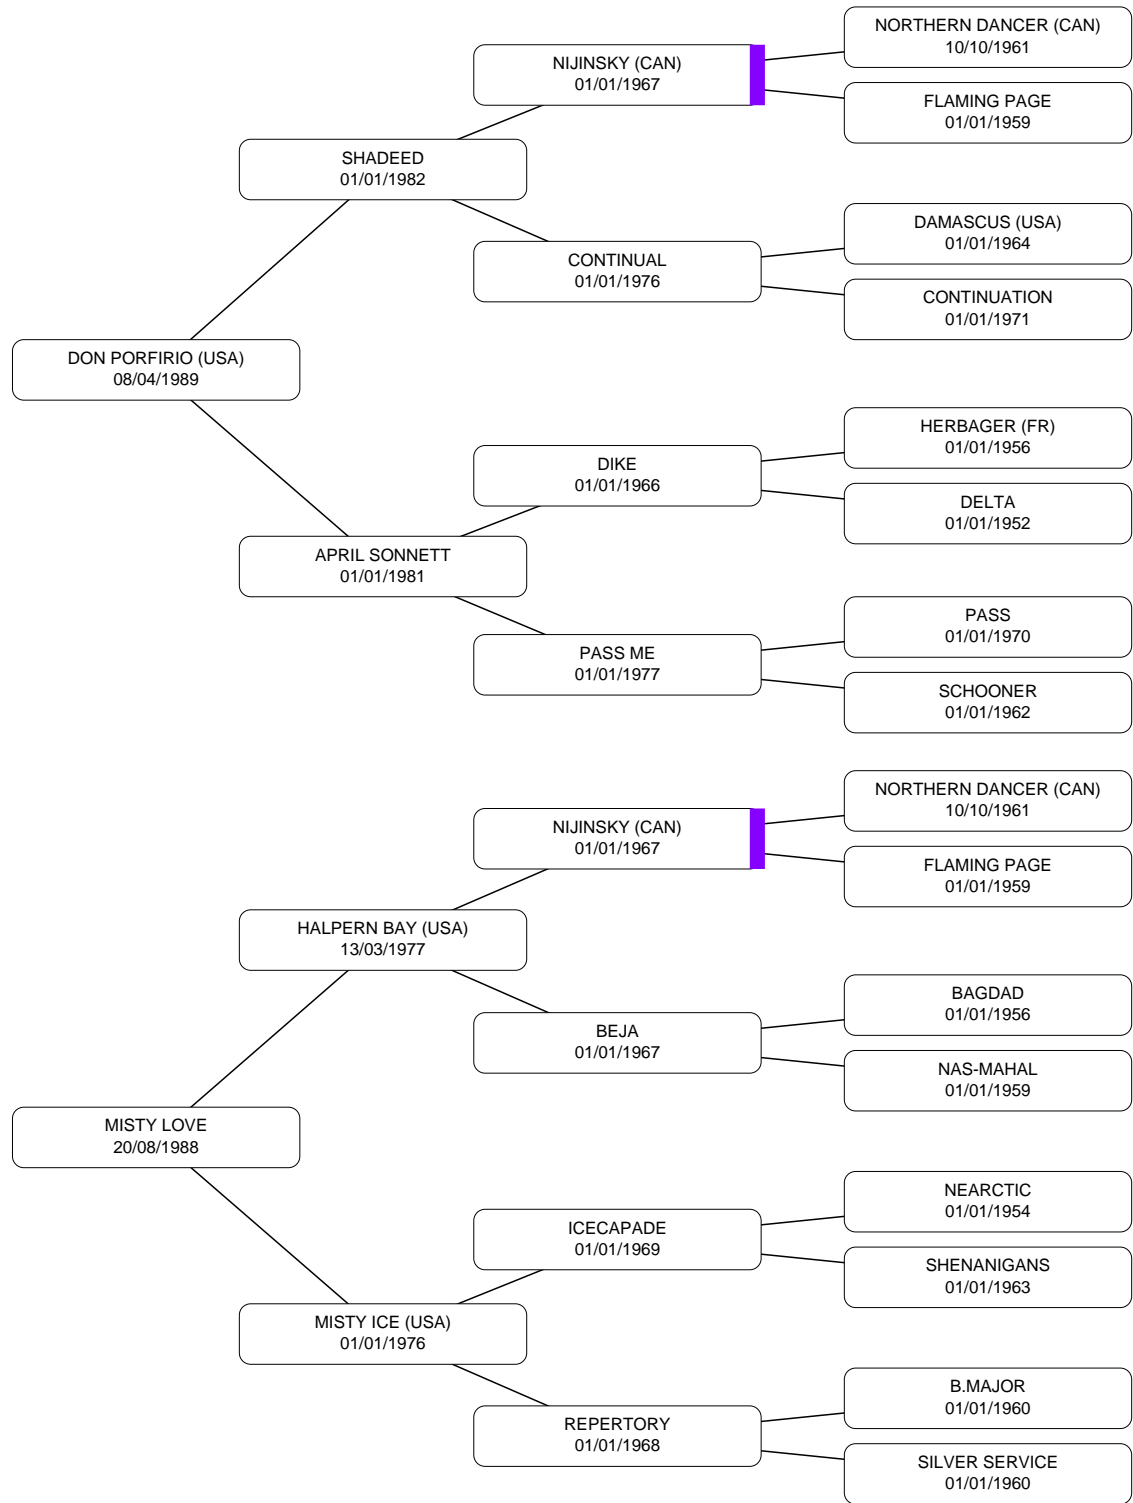 NORTHERN DANCER (CAN)
10/10/1961
NIJINSKY (CAN)
01/01/1967
FLAMING PAGE
01/01/1959
SHADEED
01/01/1982
DAMASCUS (USA)
01/01/1964
CONTINUAL
01/01/1976
CONTINUATION
01/01/1971
DON PORFIRIO (USA)
08/04/1989
HERBAGER (FR)
01/01/1956
DIKE
01/01/1966
DELTA
01/01/1952
APRIL SONNETT
01/01/1981
PASS
01/01/1970
PASS ME
01/01/1977
SCHOONER
01/01/1962
NORTHERN DANCER (CAN)
10/10/1961
NIJINSKY (CAN)
01/01/1967
FLAMING PAGE
01/01/1959
HALPERN BAY (USA)
13/03/1977
BAGDAD
01/01/1956
BEJA
01/01/1967
NAS-MAHAL
01/01/1959
MISTY LOVE
20/08/1988
NEARCTIC
01/01/1954
ICECAPADE
01/01/1969
SHENANIGANS
01/01/1963
MISTY ICE (USA)
01/01/1976
B.MAJOR
01/01/1960
REPERTORY
01/01/1968
SILVER SERVICE
01/01/1960